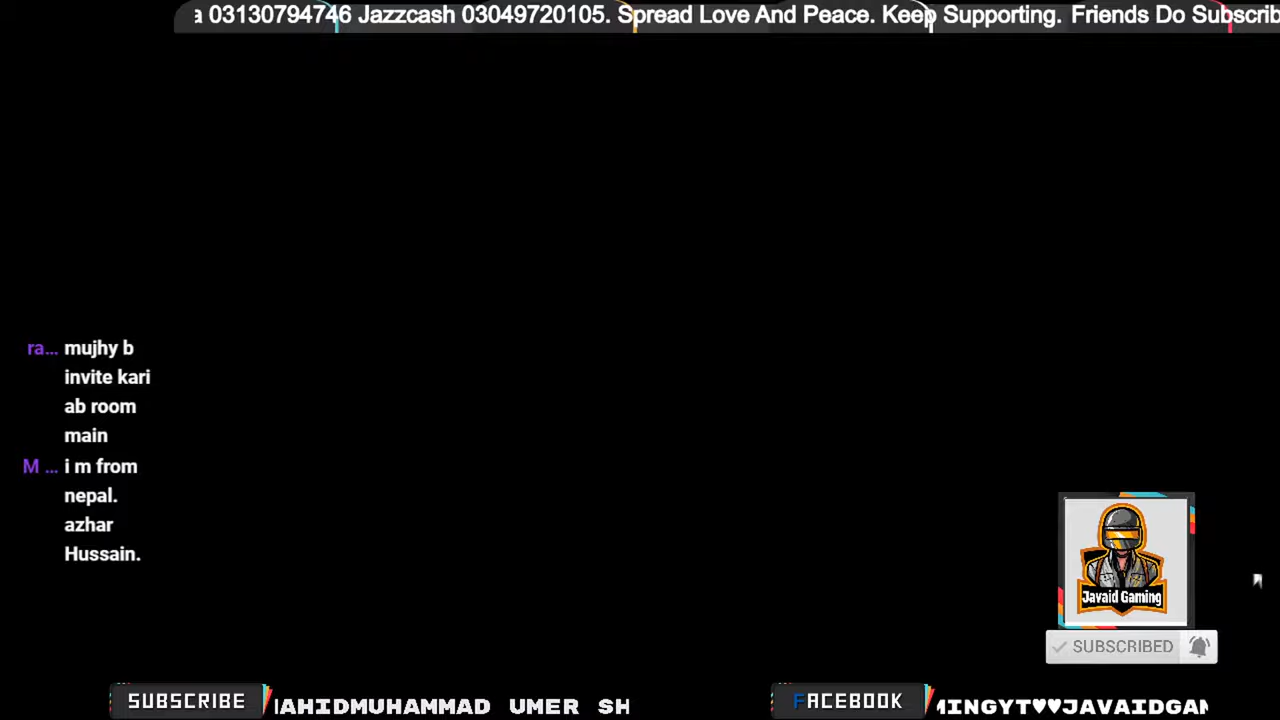 a 03130794746 Jazzcash 03049720105. Spread Love And Peace. Keep Supporting. Friends Do Subscrib
ra... mujhy b
invite kari
ab room
main
M ... i m from
nepal.
azhar
Hussain.
Javaid Gaming
SUBSCRIBED
SUBSCRIBE
AHIDMUHAMMAD UMER SH
FACEBOOK
MINGYT♥♥JAVAIDGAM